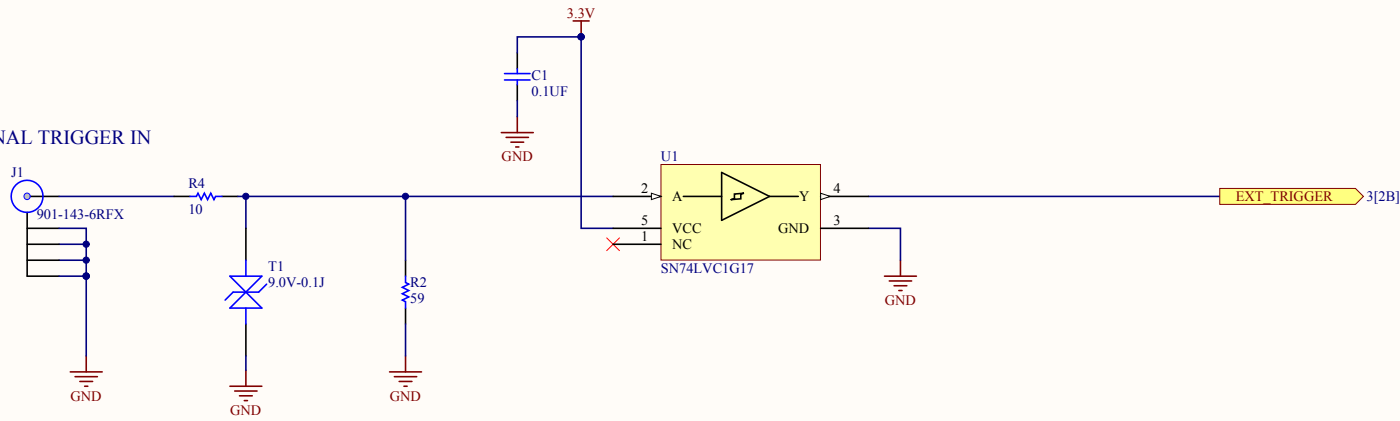 3.3V
C1
0.1UF
GND
NAL TRIGGER IN
J1
901-143-6RFX
R4
10
U1
2
A
Y
4
5
VCC
GND
3
1
NC
SN74LVC1G17
EXT_TRIGGER
3[2B]
T1
9.0V-0.1J
R2
59
GND
GND
GND
GND